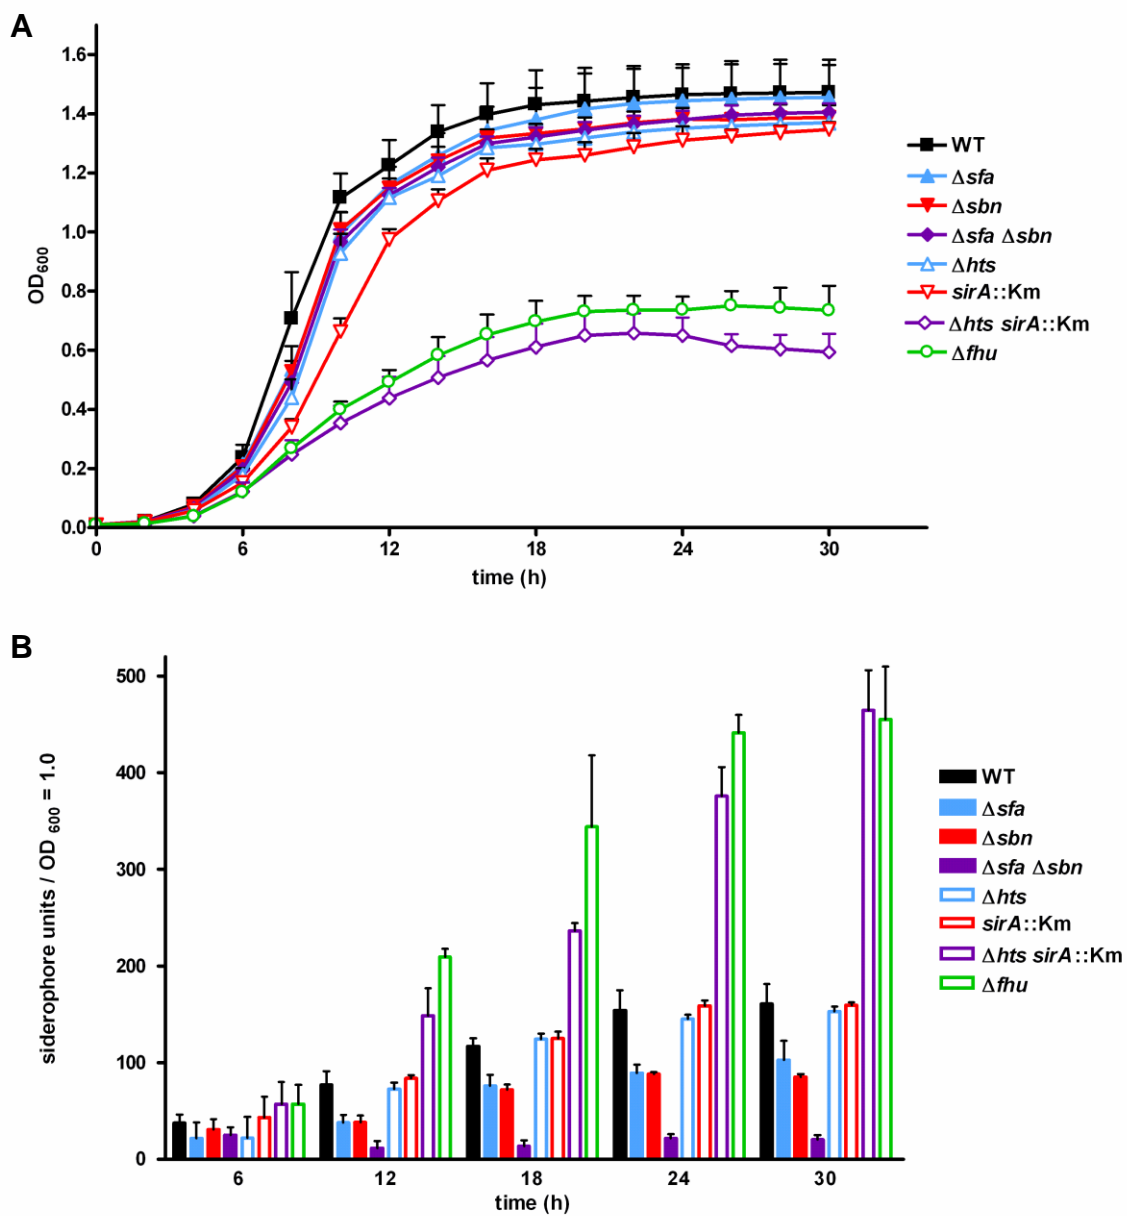 A
1.6
1.4
1.2
1.0
0.8
0.6
0.4
0.2
0.0
OD600
0
6
12
18
24
30
time (h)
WT
Δsfa
Δsbn
Δsfa Δsbn
Δhts
sirA::Km
Δhts sirA::Km
Δfhu
B
500
400
300
200
100
0
siderophore units / OD 600 = 1.0
6
12
18
24
30
time (h)
WT
Δsfa
Δsbn
Δsfa Δsbn
Δhts
sirA::Km
Δhts sirA::Km
Δfhu